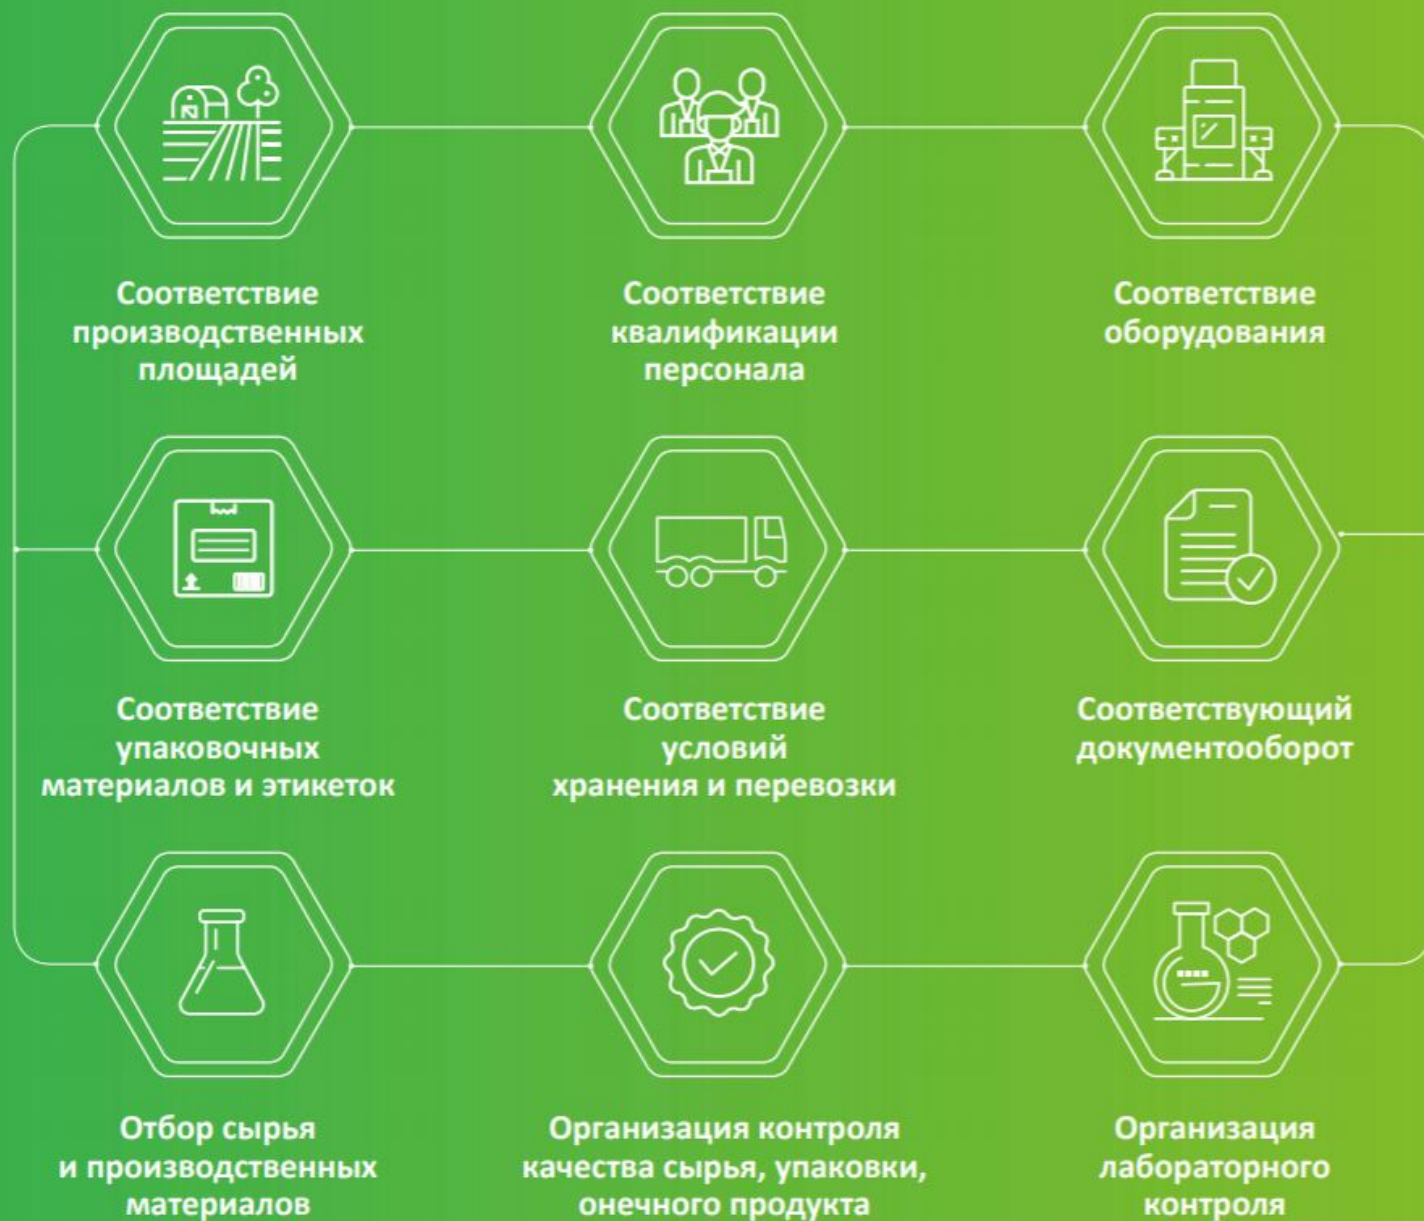 Соответствие
производственных
площадей
Соответствие
квалификации
персонала
Соответствие
оборудования
Соответствие
упаковочных
материалов и этикеток
Соответствие
условий
хранения и перевозки
Соответствующий
документооборот
Отбор сырья
и производственных
материалов
Организация контроля
качества сырья, упаковки,
онечного продукта
Организация
лабораторного
контроля